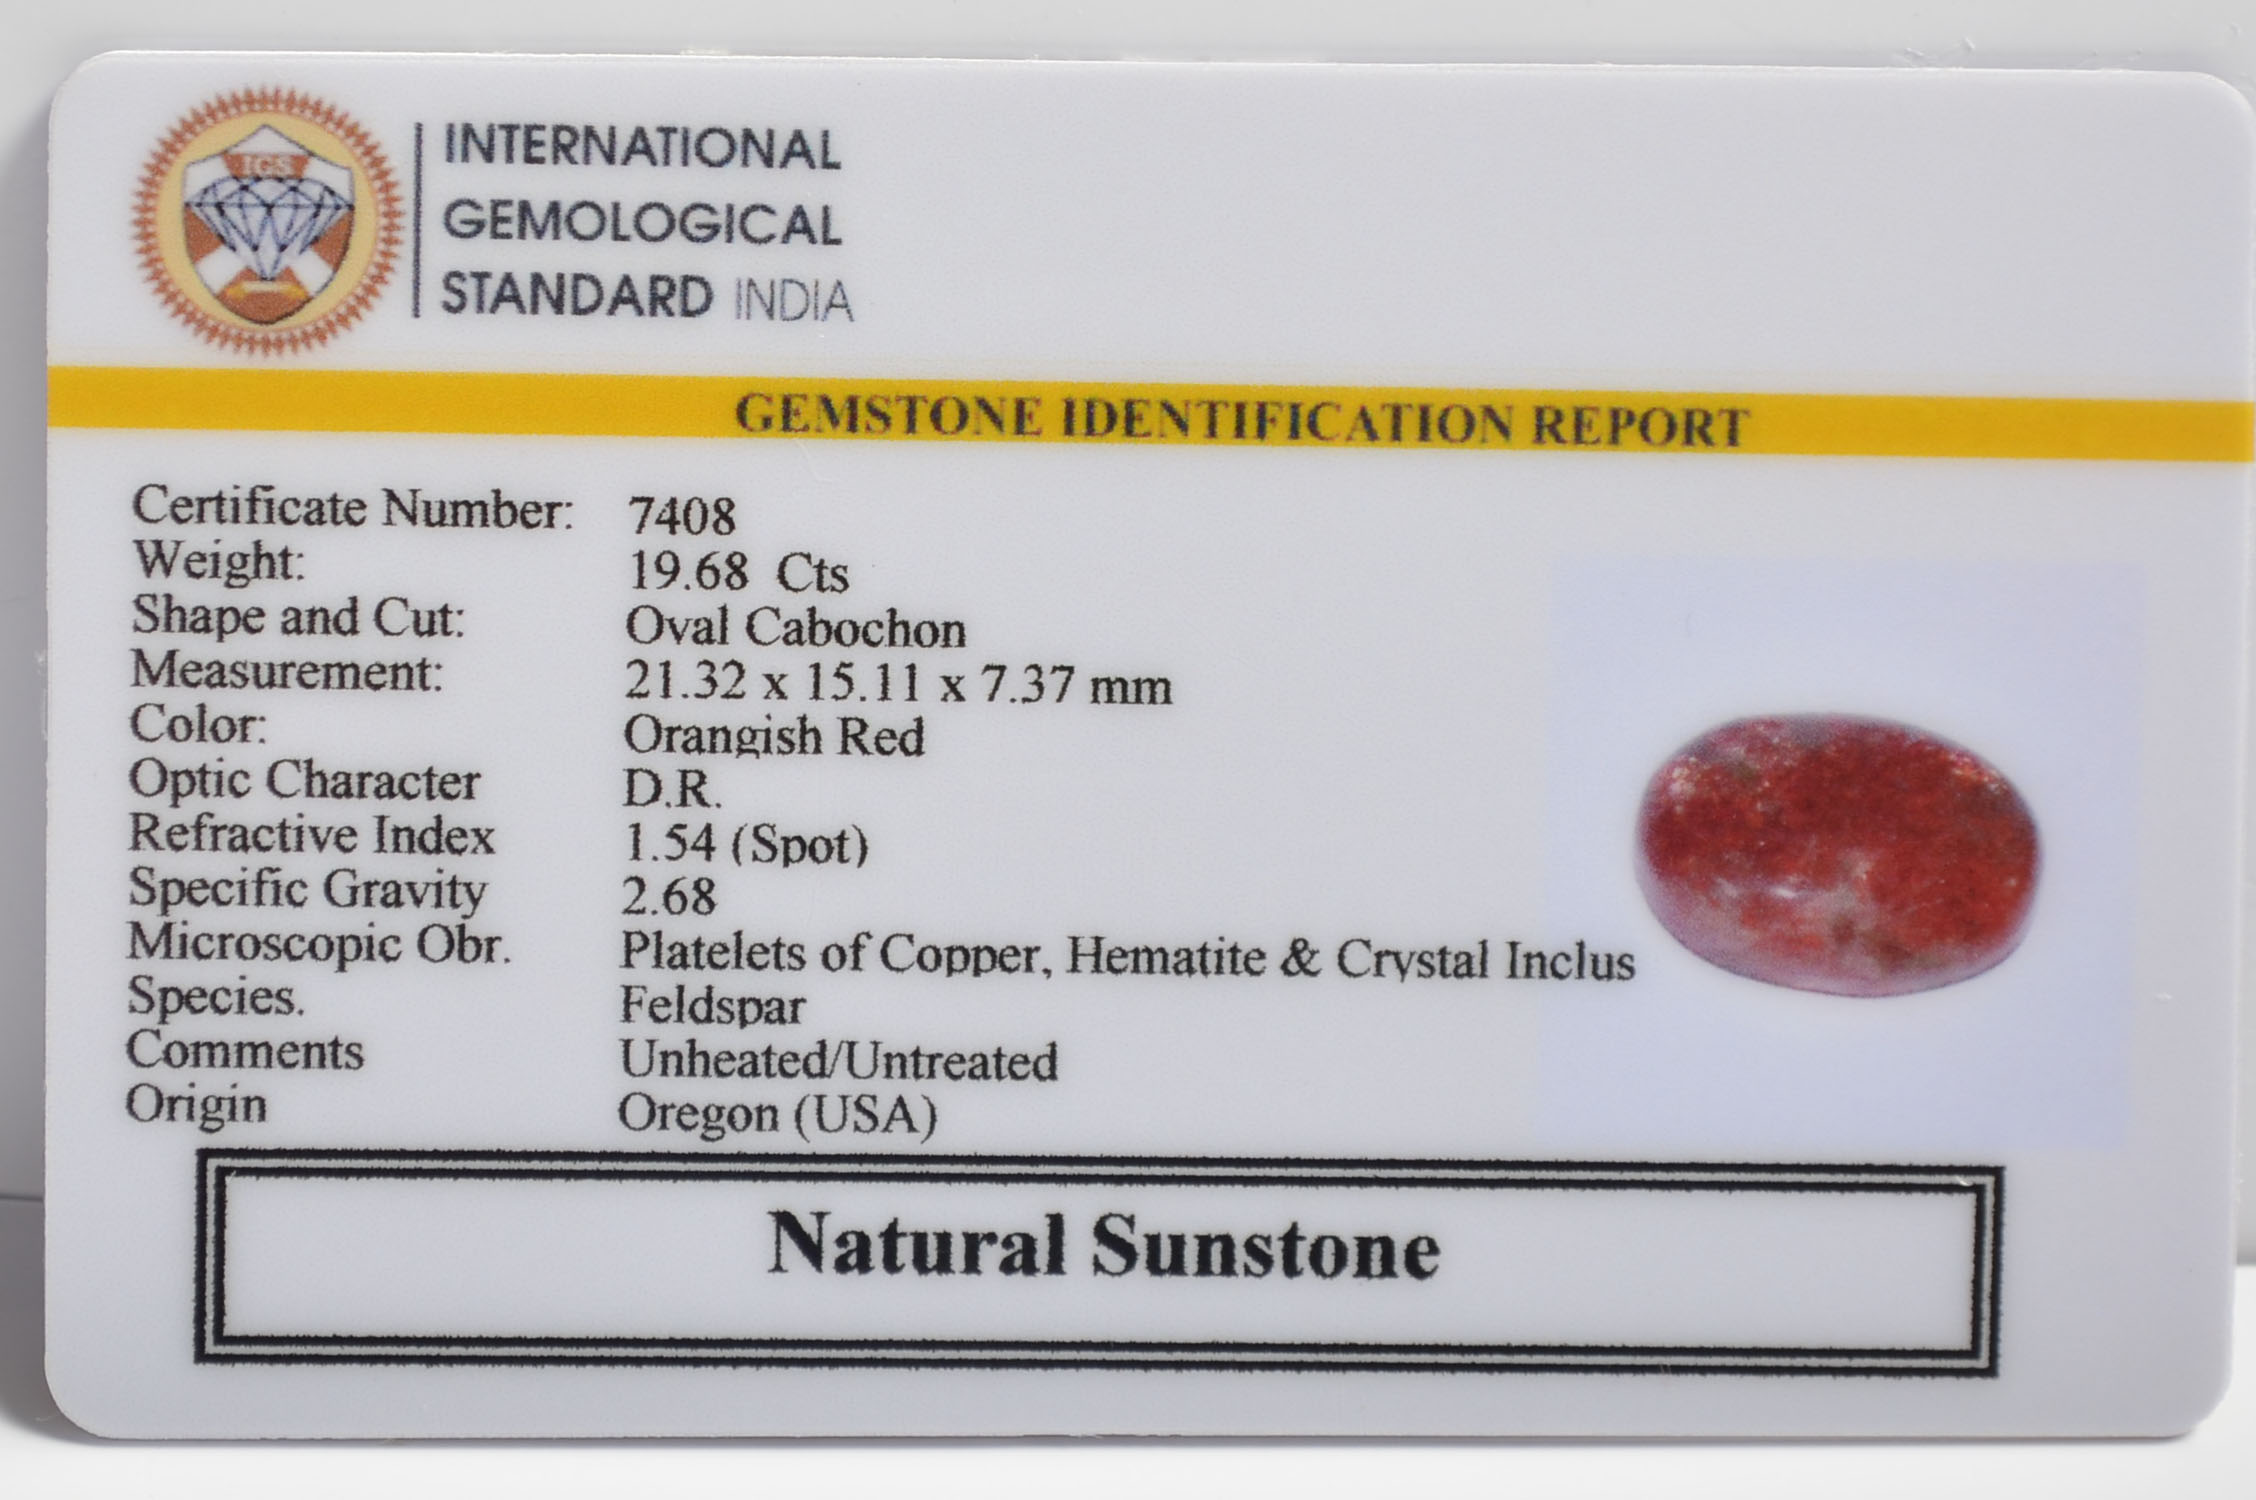 IGS
INTERNATIONAL
GEMOLOGICAL
STANDARD INDIA
GEMSTONE IDENTIFICATION REPORT
Certificate Number: 7408
Weight: 19.68 Cts
Shape and Cut: Oval Cabochon
Measurement: 21.32 x 15.11 x 7.37 mm
Color: Orangish Red
Optic Character D.R.
Refractive Index 1.54 (Spot)
Specific Gravity 2.68
Microscopic Obr. Platelets of Copper, Hematite & Crystal Inclus
Species. Feldspar
Comments Unheated/Untreated
Origin Oregon (USA)
Natural Sunstone